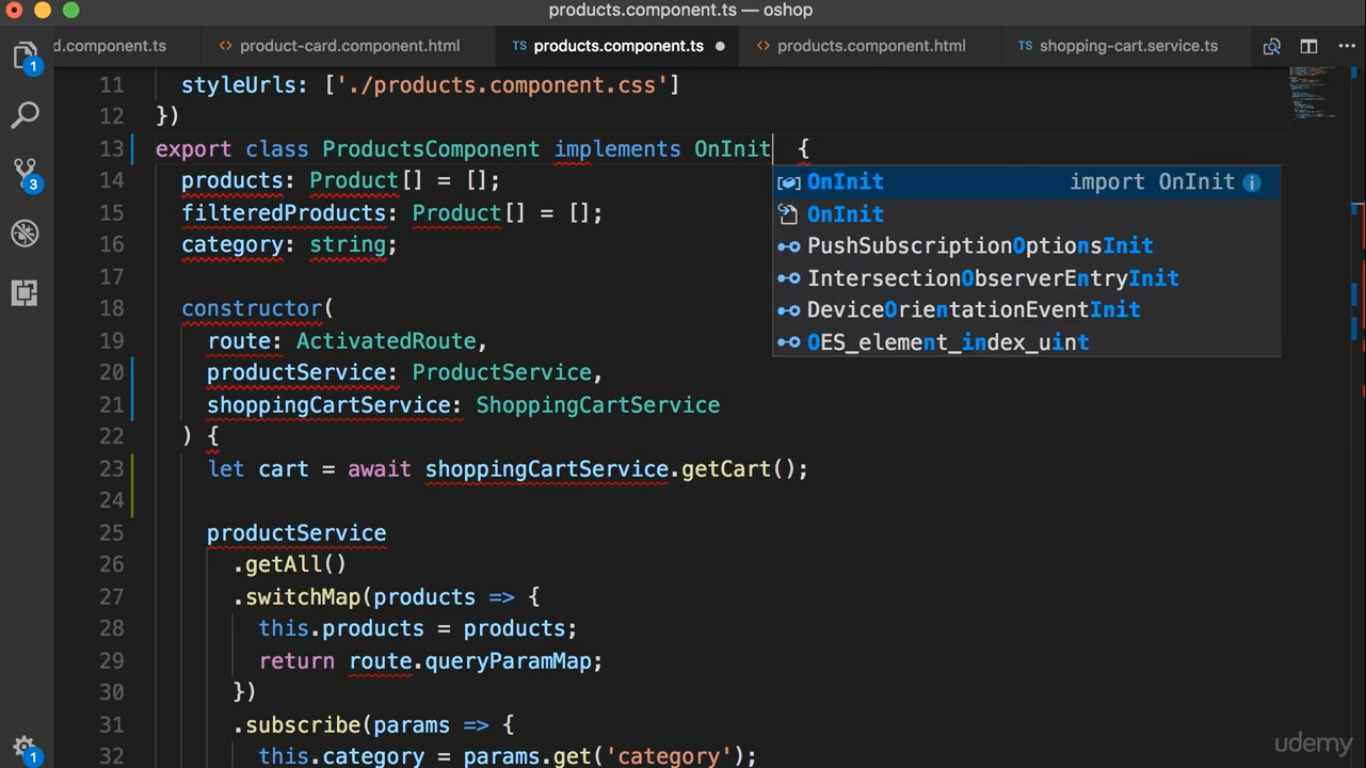 products.component.ts — oshop
d.component.ts
<> product-card.component.html
TS products.component.ts ●
<> products.component.html
TS shopping-cart.service.ts
1
3
1
11 styleUrls: ['./products.component.css']
12 })
13 export class ProductsComponent implements OnInit {
14 products: Product[] = [];
15 filteredProducts: Product[] = [];
16 category: string;
17
18 constructor(
19 route: ActivatedRoute,
20 productService: ProductService,
21 shoppingCartService: ShoppingCartService
22 ) {
23 let cart = await shoppingCartService.getCart();
24
25 productService
26 .getAll()
27 .switchMap(products => {
28 this.products = products;
29 return route.queryParamMap;
30 })
31 .subscribe(params => {
32 this.category = params.get('category');
OnInit import OnInit
OnInit
PushSubscriptionOptionsInit
IntersectionObserverEntryInit
DeviceOrientationEventInit
OES_element_index_uint
udemy